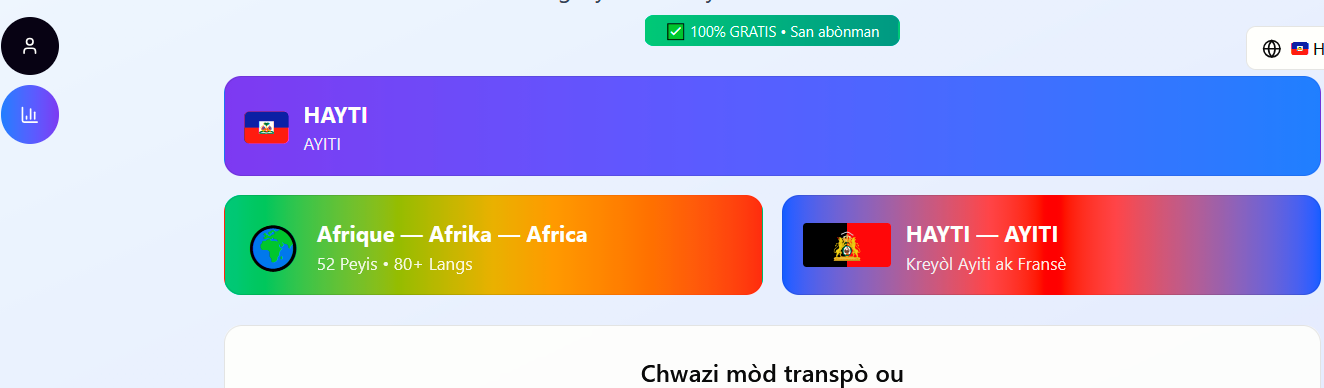 100% GRATIS • San abònman
H
HAYTI
AYITI
Afrique — Afrika — Africa
52 Peyis • 80+ Langs
HAYTI — AYITI
Kreyòl Ayiti ak Fransè
Chwazi mòd transpò ou